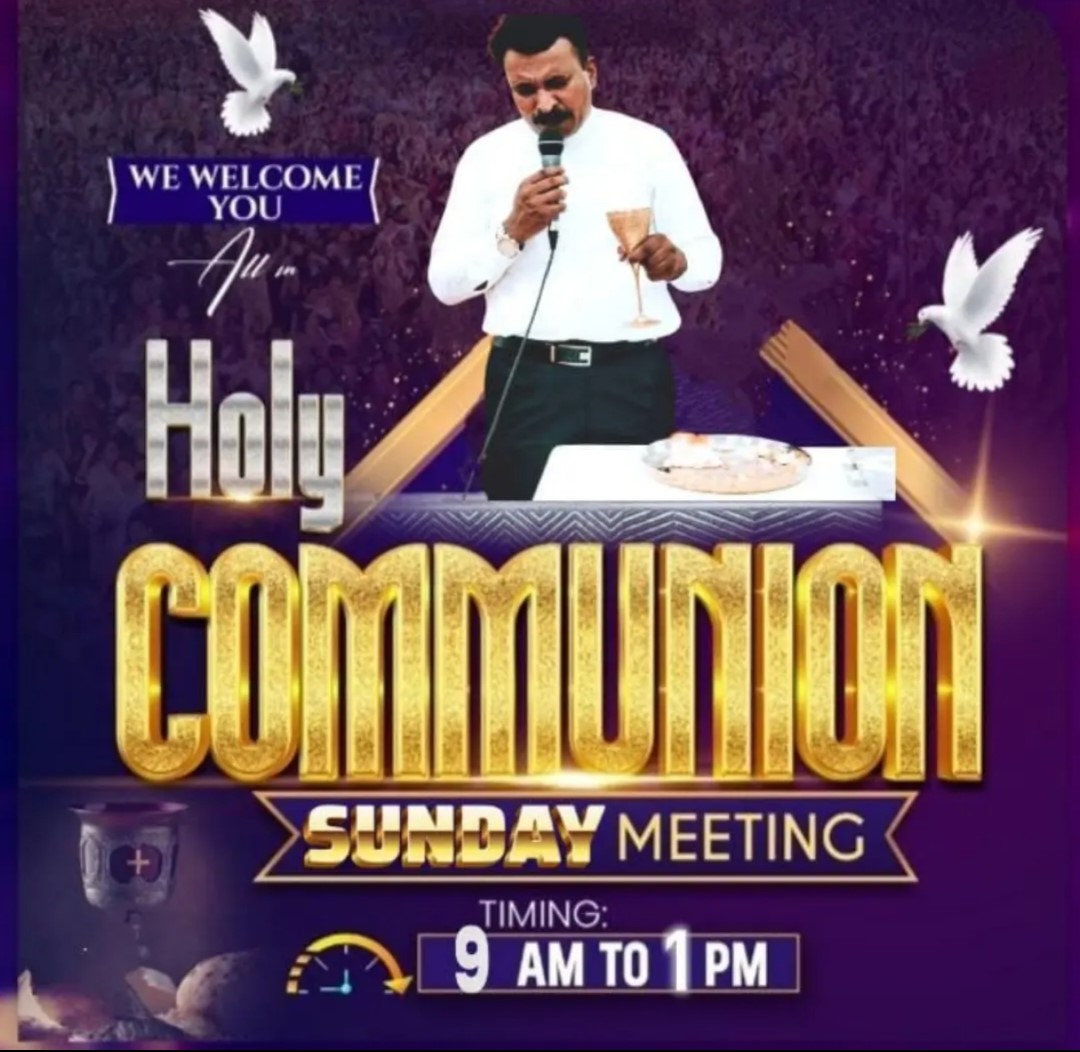 WE WELCOME
YOU
All in
Holy
COMMUNION
SUNDAY MEETING
TIMING:
9 AM TO 1 PM